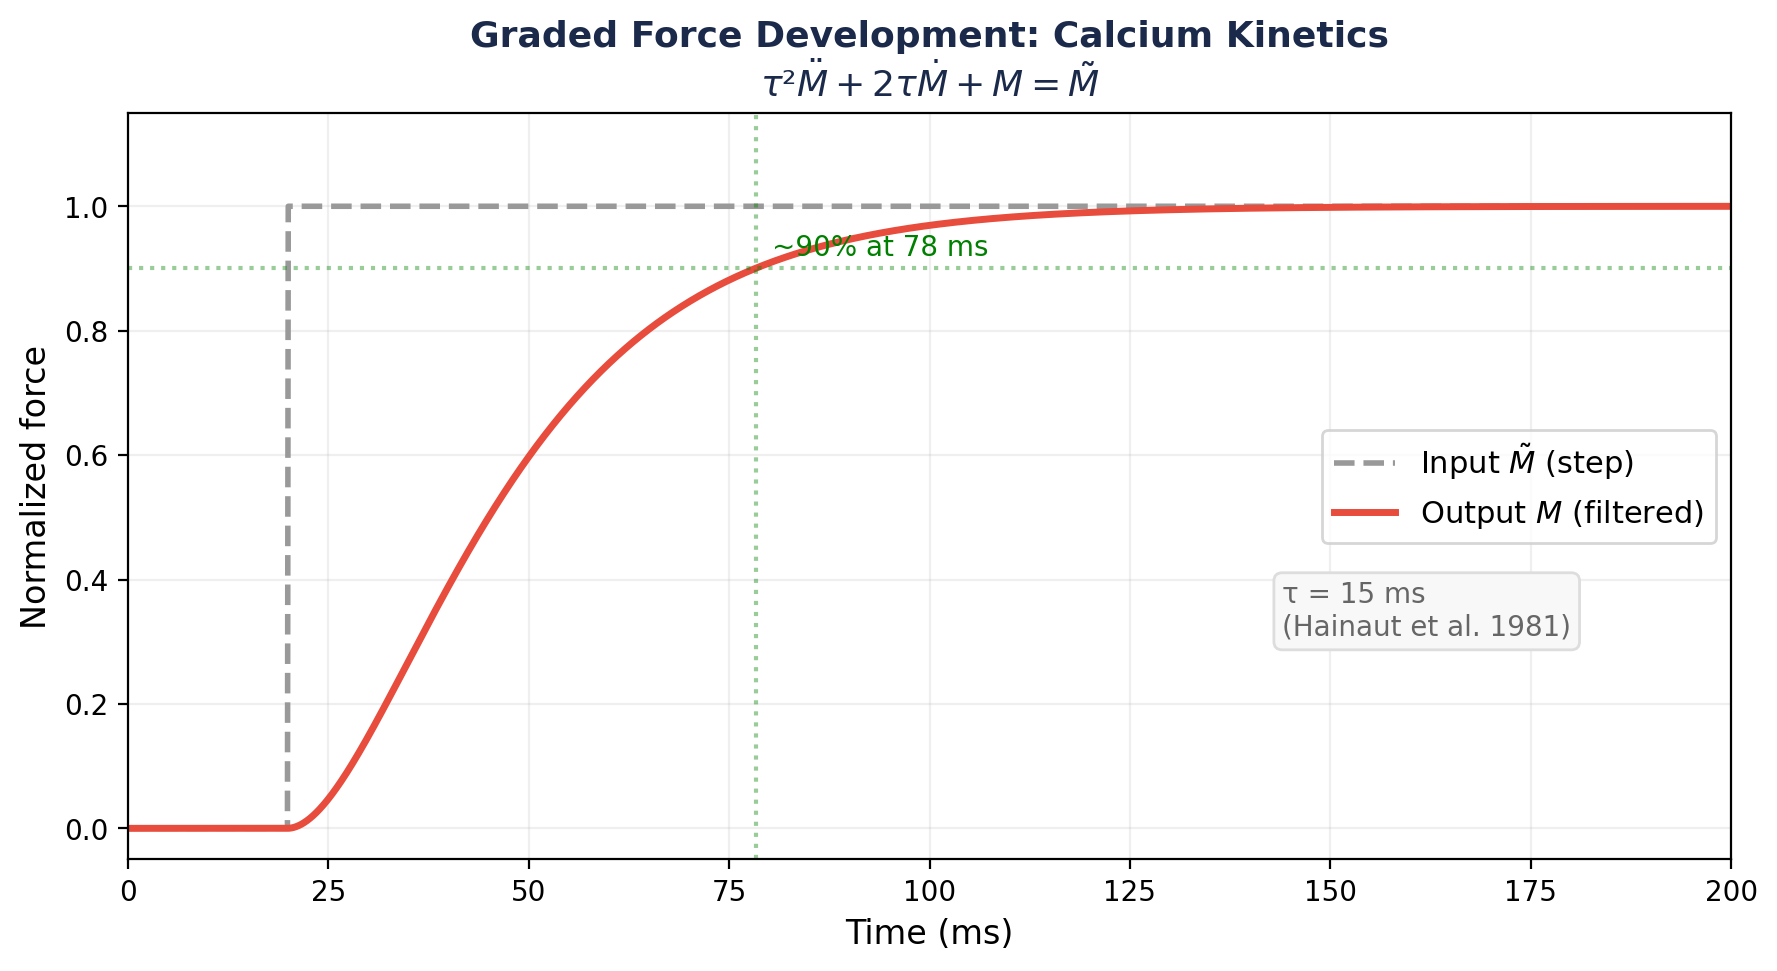 Graded Force Development: Calcium Kinetics
τ²M̈ + 2τṀ + M = M̃
Normalized force
1.0
0.8
0.6
0.4
0.2
0.0
~90% at 78 ms
Input M̃ (step)
Output M (filtered)
τ = 15 ms
(Hainaut et al. 1981)
0 25 50 75 100 125 150 175 200
Time (ms)